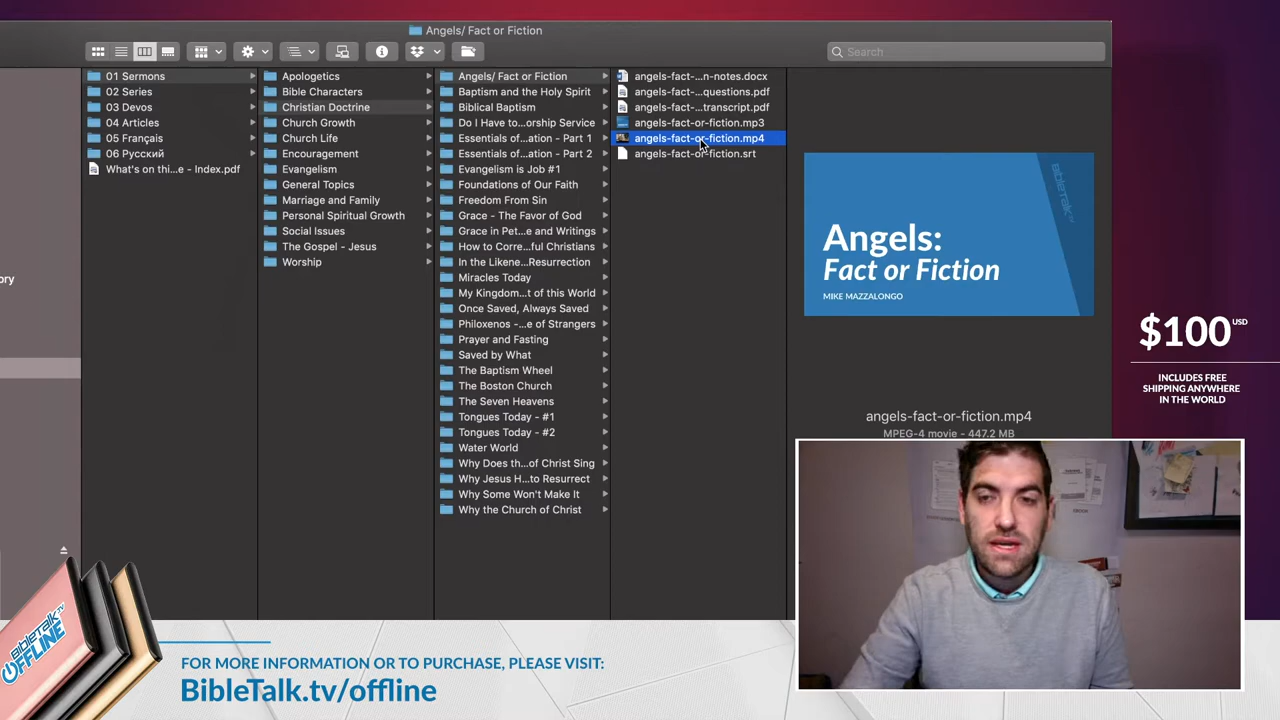 Angels/ Fact or Fiction
Search
01 Sermons
02 Series
03 Devos
04 Articles
05 Français
06 Русский
What's on thi...e - Index.pdf
Apologetics
Bible Characters
Christian Doctrine
Church Growth
Church Life
Encouragement
Evangelism
General Topics
Marriage and Family
Personal Spiritual Growth
Social Issues
The Gospel - Jesus
Worship
Angels/ Fact or Fiction
Baptism and the Holy Spirit
Biblical Baptism
Do I Have to...orship Service
Essentials of...ation - Part 1
Essentials of...ation - Part 2
Evangelism is Job #1
Foundations of Our Faith
Freedom From Sin
Grace - The Favor of God
Grace in Pet...e and Writings
How to Corre...ful Christians
In the Likene...Resurrection
Miracles Today
My Kingdom...t of this World
Once Saved, Always Saved
Philoxenos -...e of Strangers
Prayer and Fasting
Saved by What
The Baptism Wheel
The Boston Church
The Seven Heavens
Tongues Today - #1
Tongues Today - #2
Water World
Why Does th...of Christ Sing
Why Jesus H...to Resurrect
Why Some Won't Make It
Why the Church of Christ
angels-fact-...n-notes.docx
angels-fact-...questions.pdf
angels-fact-...transcript.pdf
angels-fact-or-fiction.mp3
angels-fact-or-fiction.mp4
angels-fact-or-fiction.srt
BibleTalk.tv
Angels:
Fact or Fiction
MIKE MAZZALONGO
angels-fact-or-fiction.mp4
MPEG-4 movie - 447.2 MB
ory
$100 USD
INCLUDES FREE
SHIPPING ANYWHERE
IN THE WORLD
BibleTalk.tv
OFFLINE
FOR MORE INFORMATION OR TO PURCHASE, PLEASE VISIT:
BibleTalk.tv/offline